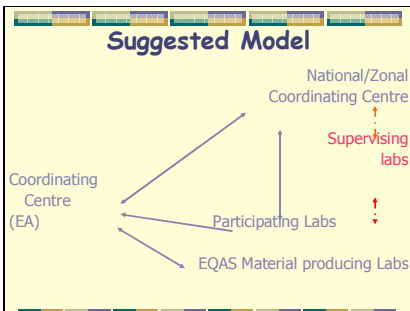 Suggested Model
National/Zonal
Coordinating Centre
Supervising
labs
Coordinating
Centre
(EA)
Participating Labs
EQAS Material producing Labs